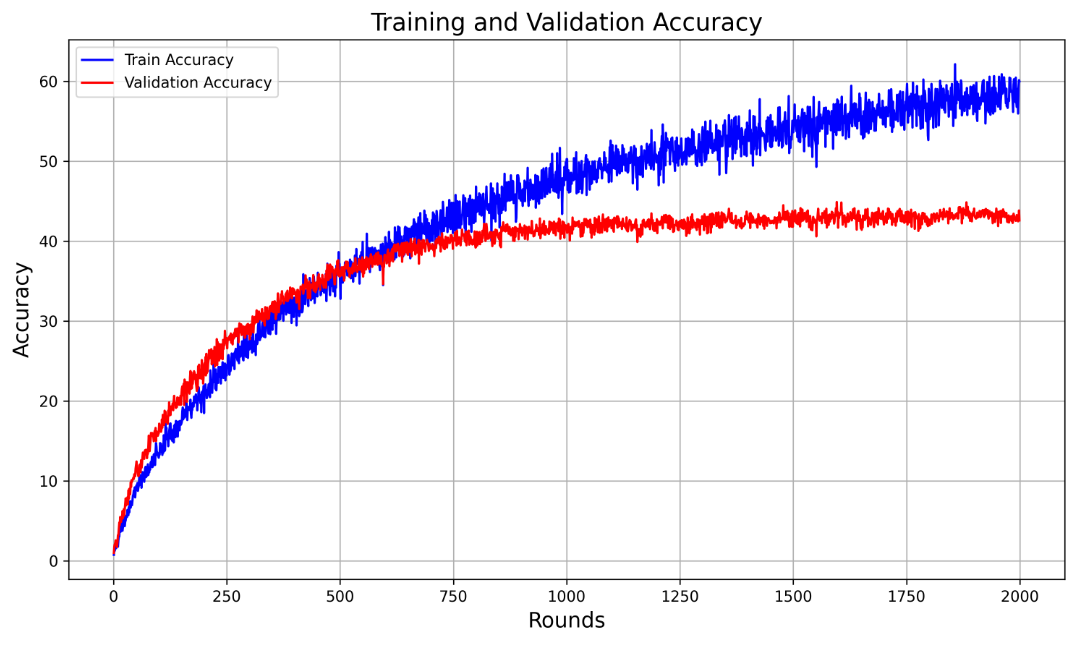 Training and Validation Accuracy
Train Accuracy
Validation Accuracy
60
50
40
30
20
10
0
Accuracy
0 250 500 750 1000 1250 1500 1750 2000
Rounds